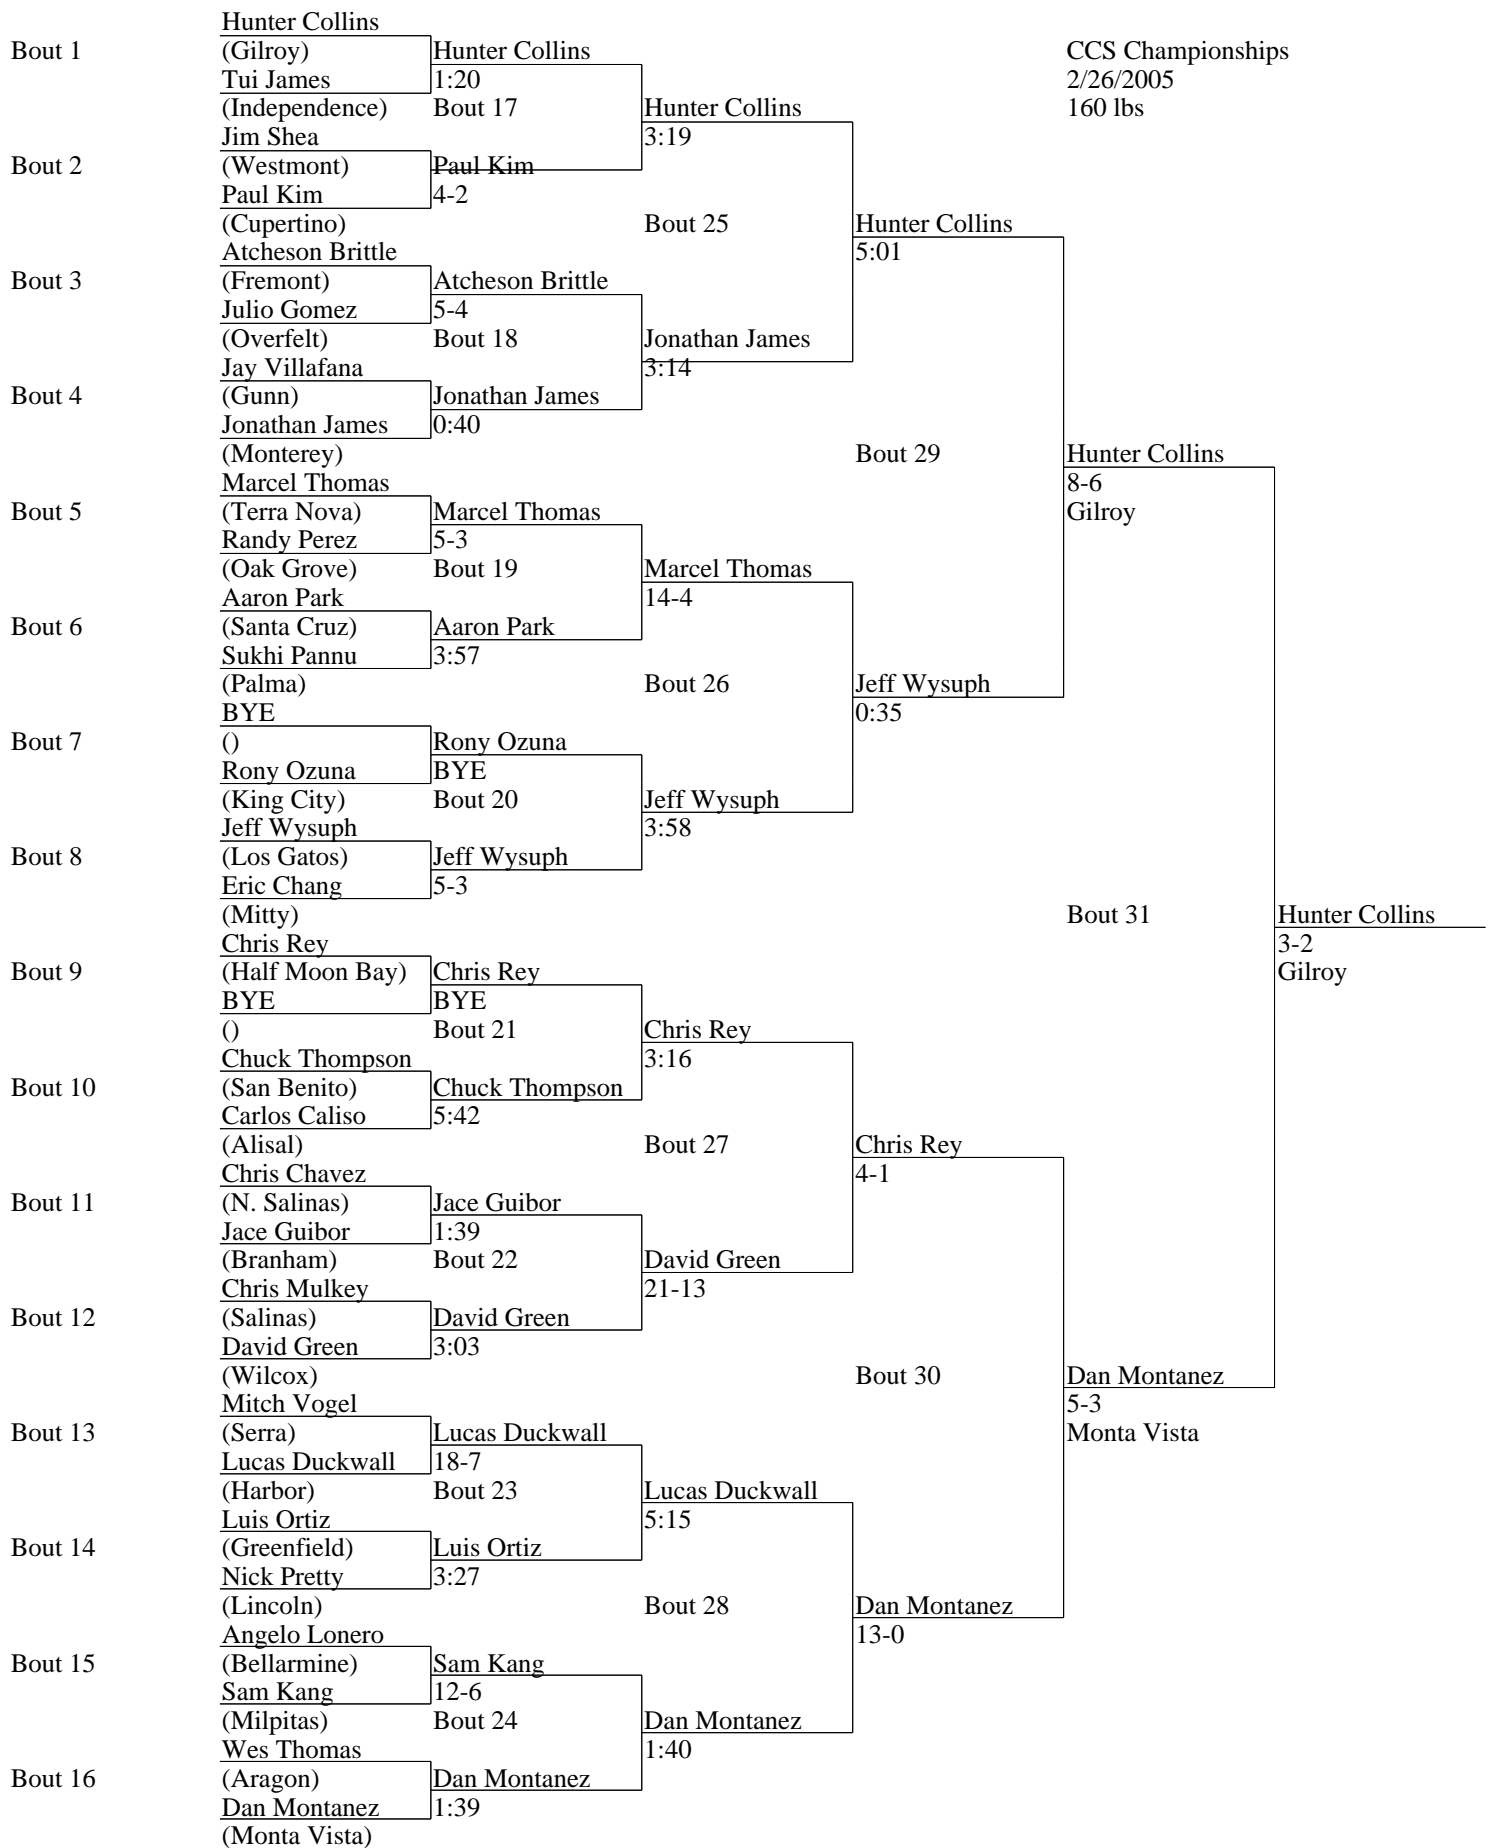 Hunter Collins
Bout 1 (Gilroy) Hunter Collins CCS Championships
Tui James 1:20 2/26/2005
(Independence) Bout 17 Hunter Collins 160 lbs
Jim Shea 3:19
Bout 2 (Westmont) Paul Kim
Paul Kim 4-2
(Cupertino) Bout 25 Hunter Collins
Atcheson Brittle 5:01
Bout 3 (Fremont) Atcheson Brittle
Julio Gomez 5-4
(Overfelt) Bout 18 Jonathan James
Jay Villafana 3:14
Bout 4 (Gunn) Jonathan James
Jonathan James 0:40
(Monterey) Bout 29 Hunter Collins
Marcel Thomas 8-6
Bout 5 (Terra Nova) Marcel Thomas Gilroy
Randy Perez 5-3
(Oak Grove) Bout 19 Marcel Thomas
Aaron Park 14-4
Bout 6 (Santa Cruz) Aaron Park
Sukhi Pannu 3:57
(Palma) Bout 26 Jeff Wysuph
BYE 0:35
Bout 7 () Rony Ozuna
Rony Ozuna BYE
(King City) Bout 20 Jeff Wysuph
Jeff Wysuph 3:58
Bout 8 (Los Gatos) Jeff Wysuph
Eric Chang 5-3
(Mitty) Bout 31 Hunter Collins
Chris Rey 3-2
Bout 9 (Half Moon Bay) Chris Rey Gilroy
BYE BYE
() Bout 21 Chris Rey
Chuck Thompson 3:16
Bout 10 (San Benito) Chuck Thompson
Carlos Caliso 5:42
(Alisal) Bout 27 Chris Rey
Chris Chavez 4-1
Bout 11 (N. Salinas) Jace Guibor
Jace Guibor 1:39
(Branham) Bout 22 David Green
Chris Mulkey 21-13
Bout 12 (Salinas) David Green
David Green 3:03
(Wilcox) Bout 30 Dan Montanez
Mitch Vogel 5-3
Bout 13 (Serra) Lucas Duckwall Monta Vista
Lucas Duckwall 18-7
(Harbor) Bout 23 Lucas Duckwall
Luis Ortiz 5:15
Bout 14 (Greenfield) Luis Ortiz
Nick Pretty 3:27
(Lincoln) Bout 28 Dan Montanez
Angelo Lonero 13-0
Bout 15 (Bellarmine) Sam Kang
Sam Kang 12-6
(Milpitas) Bout 24 Dan Montanez
Wes Thomas 1:40
Bout 16 (Aragon) Dan Montanez
Dan Montanez 1:39
(Monta Vista)